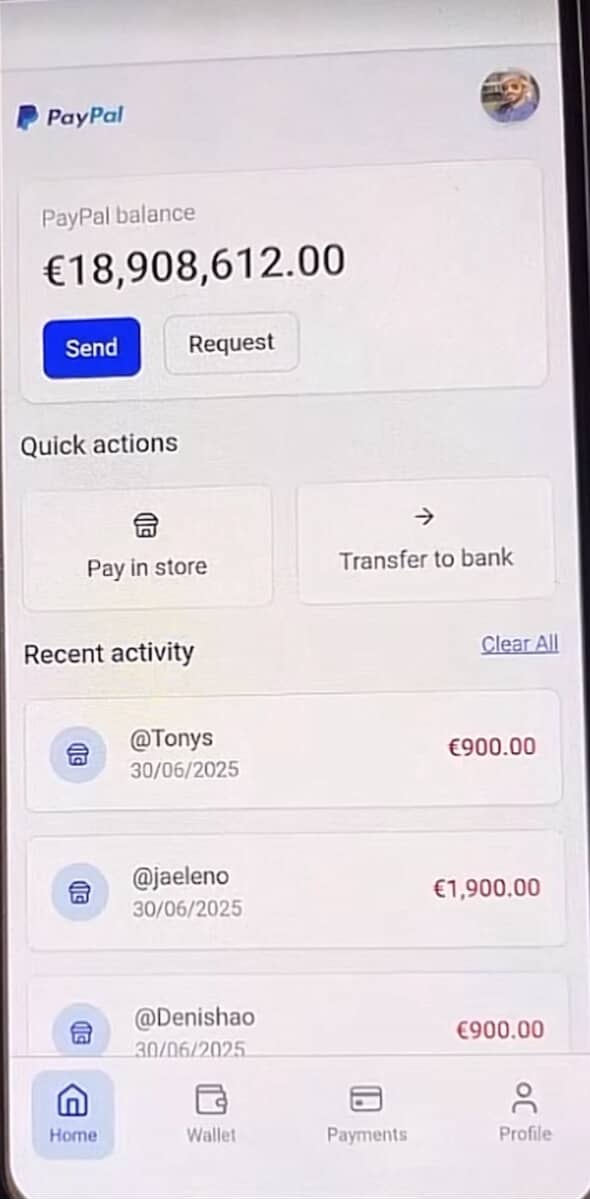 PayPal
PayPal balance
€18,908,612.00
Send
Request
Quick actions
Pay in store
Transfer to bank
Recent activity
Clear All
@Tonys
30/06/2025
€900.00
@jaeleno
30/06/2025
€1,900.00
@Denishao
30/06/2025
€900.00
Home
Wallet
Payments
Profile